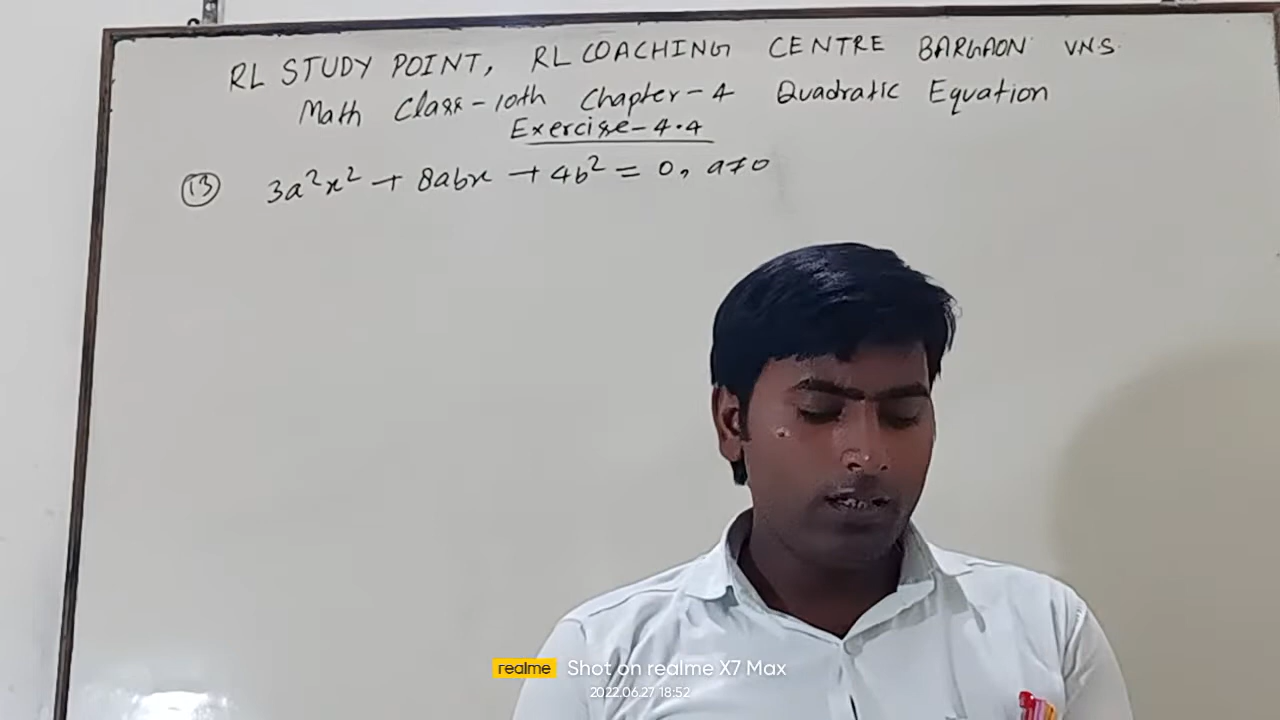 RL STUDY POINT, RL COACHING CENTRE BARGAON VNS.
Math Class-10th Chapter-4 Quadratic Equation
Exercise-4.4
(13) 3a²x² + 8abx + 4b² = 0, a≠0
realme Shot on realme X7 Max
2022.06.27 18:52